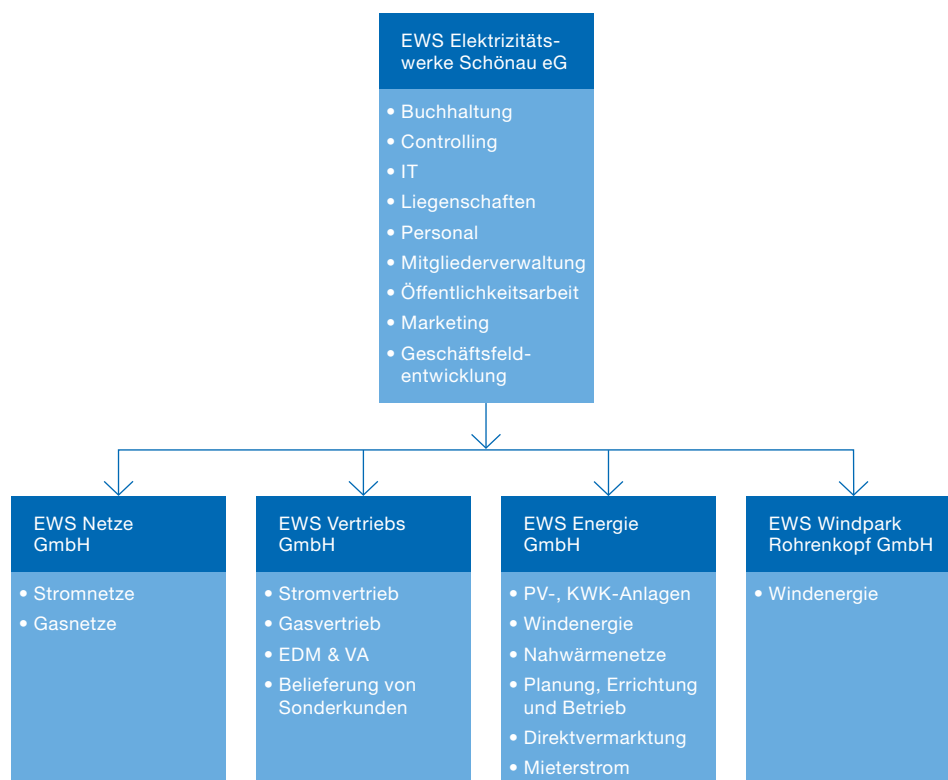 EWS Elektrizitäts-
werke Schönau eG
• Buchhaltung
• Controlling
• IT
• Liegenschaften
• Personal
• Mitgliederverwaltung
• Öffentlichkeitsarbeit
• Marketing
• Geschäftsfeld-
entwicklung
EWS Netze
GmbH
• Stromnetze
• Gasnetze
EWS Vertriebs
GmbH
• Stromvertrieb
• Gasvertrieb
• EDM & VA
• Belieferung von
Sonderkunden
EWS Energie
GmbH
• PV-, KWK-Anlagen
• Windenergie
• Nahwärmenetze
• Planung, Errichtung
und Betrieb
• Direktvermarktung
• Mieterstrom
EWS Windpark
Rohrenkopf GmbH
• Windenergie